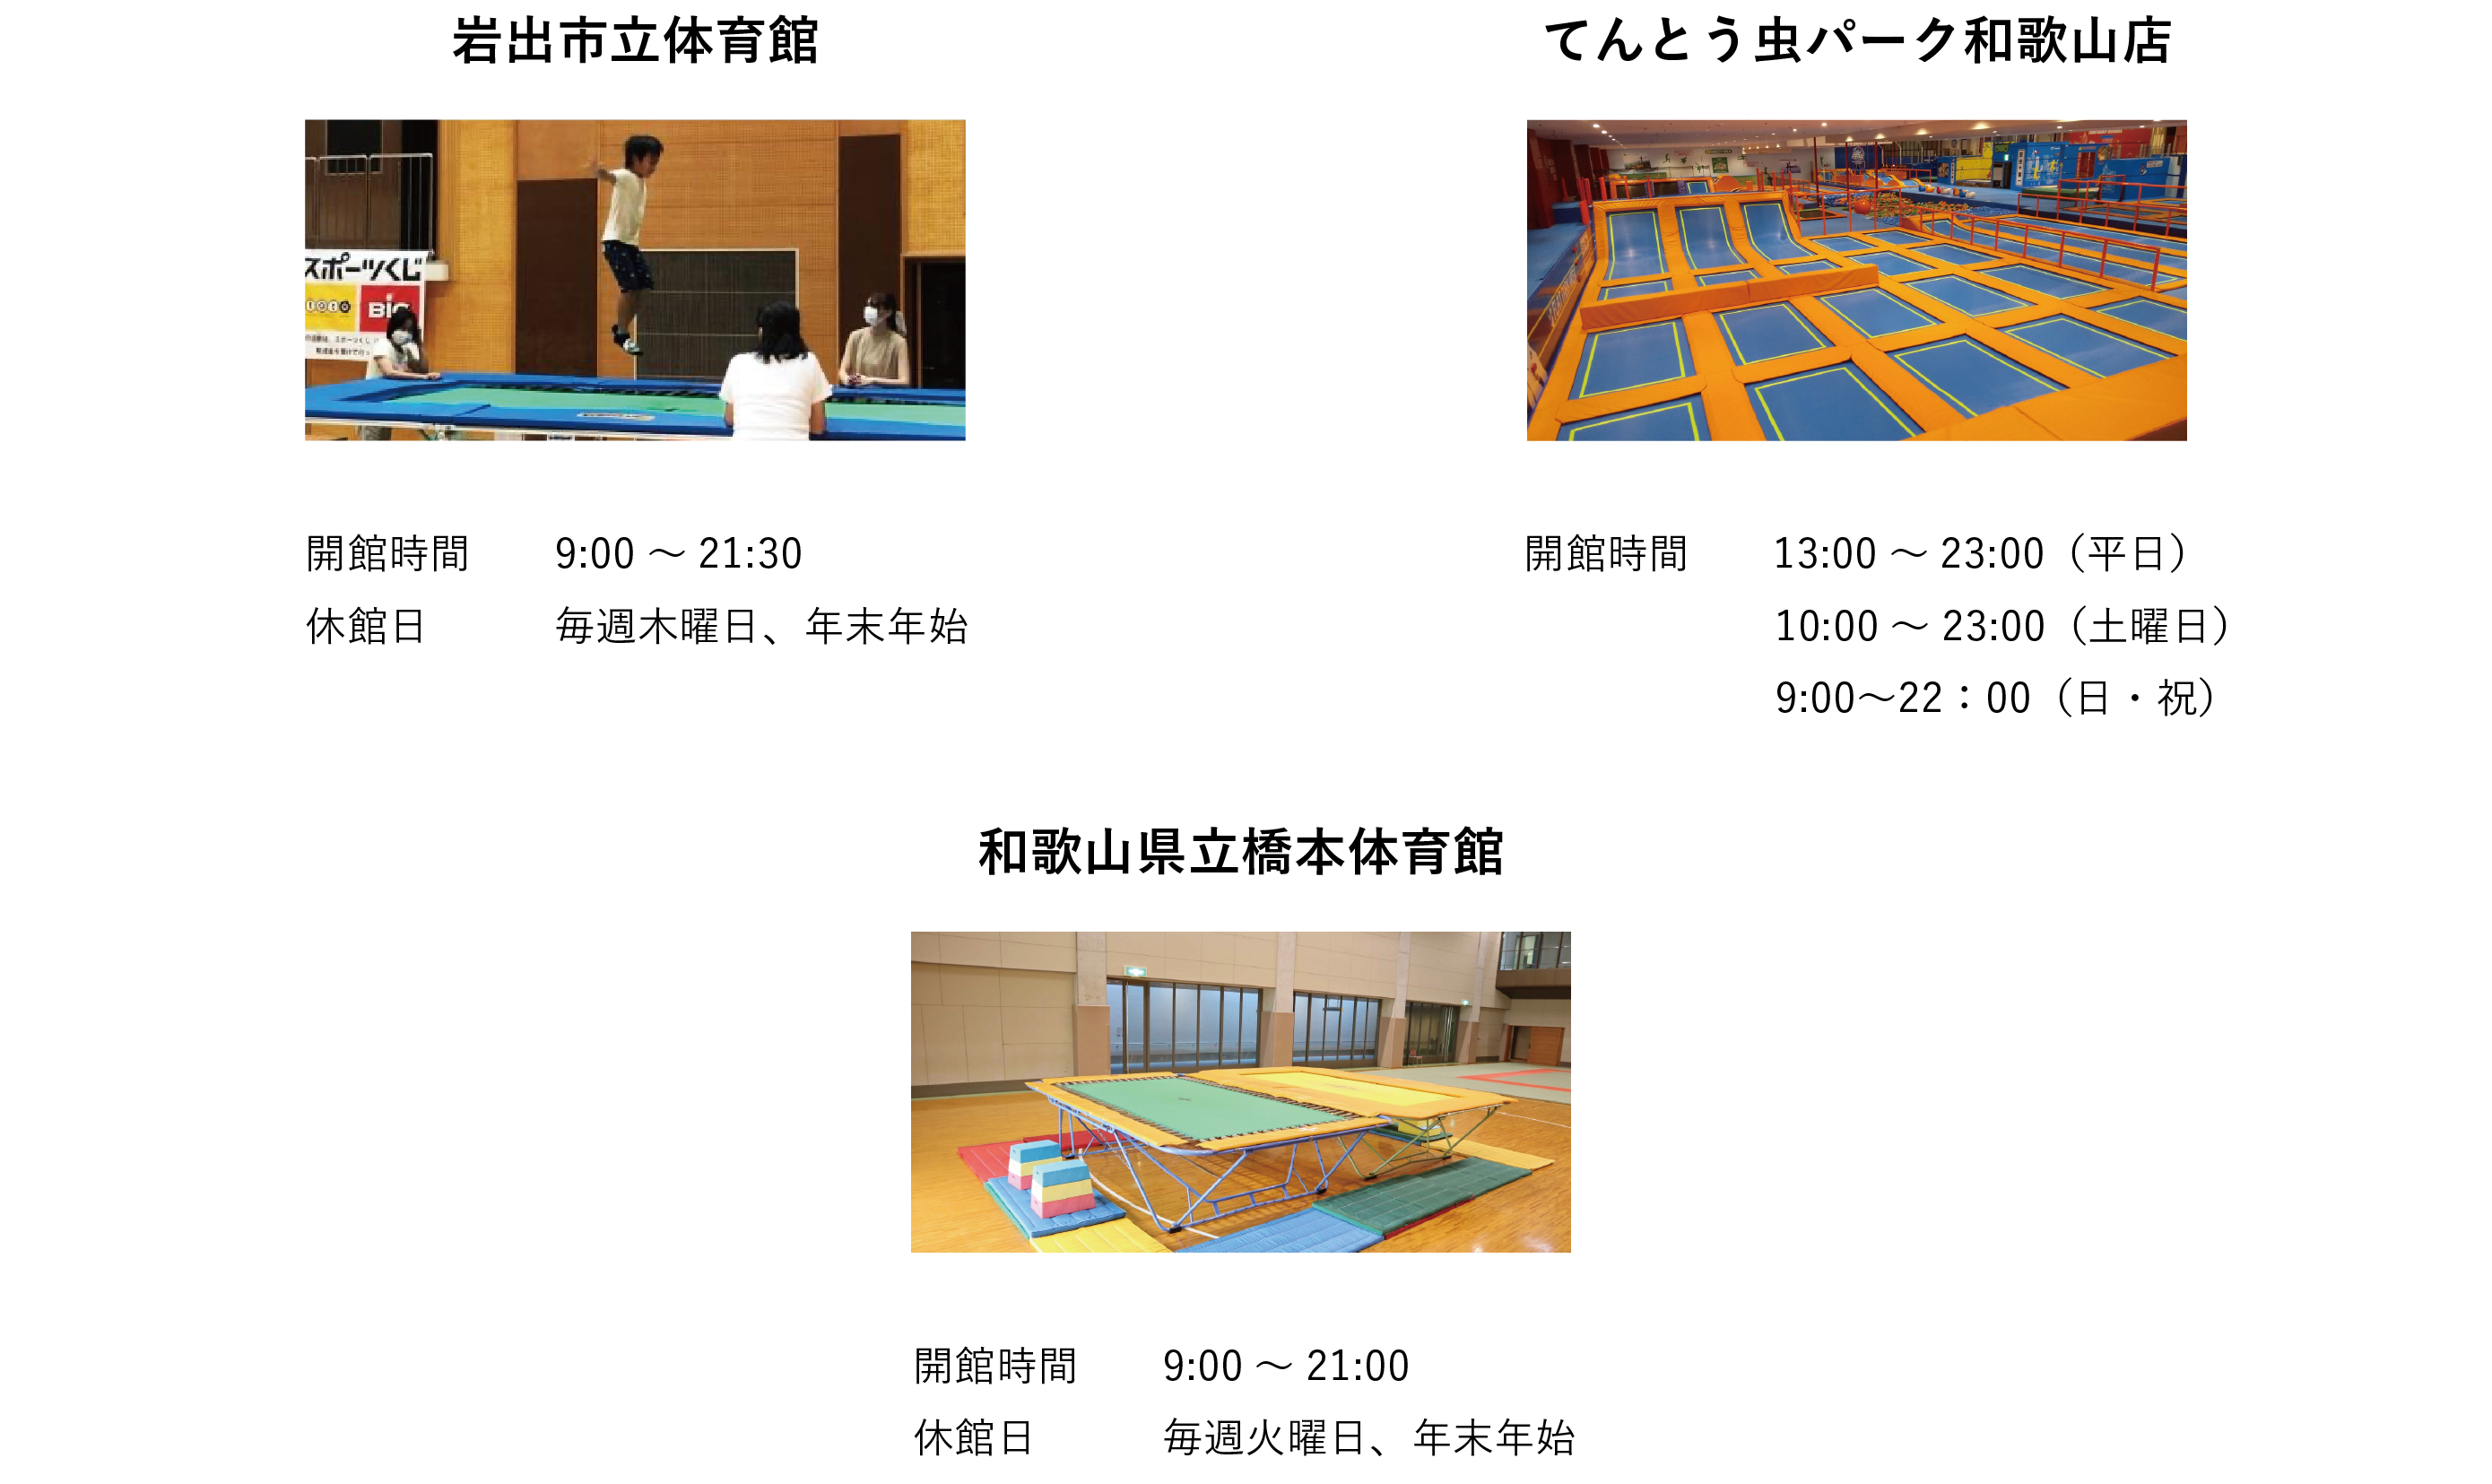 岩出市立体育館
スポーツくじ
toto
BIG
開館時間 9:00 ～ 21:30
休館日 毎週木曜日、年末年始
てんとう虫パーク和歌山店
開館時間 13:00 ～ 23:00（平日）
10:00 ～ 23:00（土曜日）
9:00～22：00（日・祝）
和歌山県立橋本体育館
開館時間 9:00 ～ 21:00
休館日 毎週火曜日、年末年始